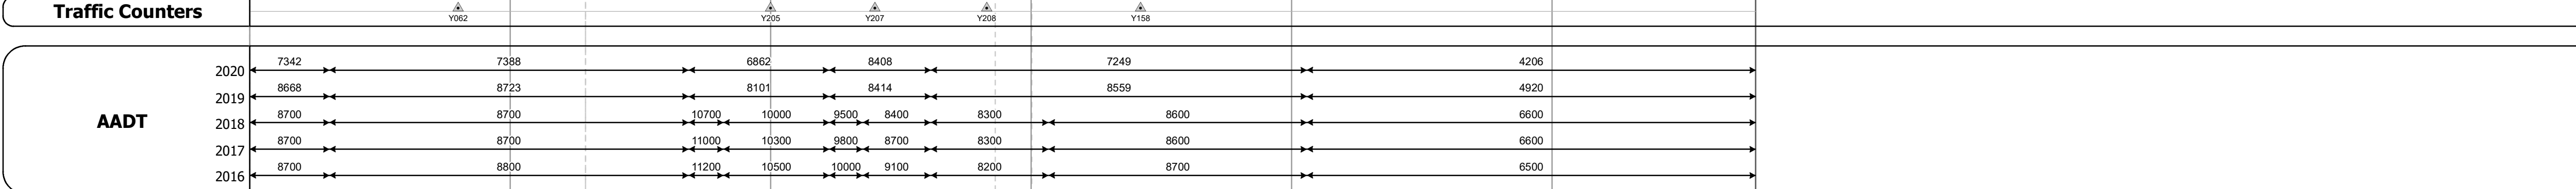 Traffic Counters
Y062 Y205 Y207 Y208 Y158
AADT
2020 7342 7388 6862 8408 7249 4206
2019 8668 8723 8101 8414 8559 4920
2018 8700 8700 10700 10000 9500 8400 8300 8600 6600
2017 8700 8700 11000 10300 9800 8700 8300 8600 6600
2016 8700 8800 11200 10500 10000 9100 8200 8700 6500